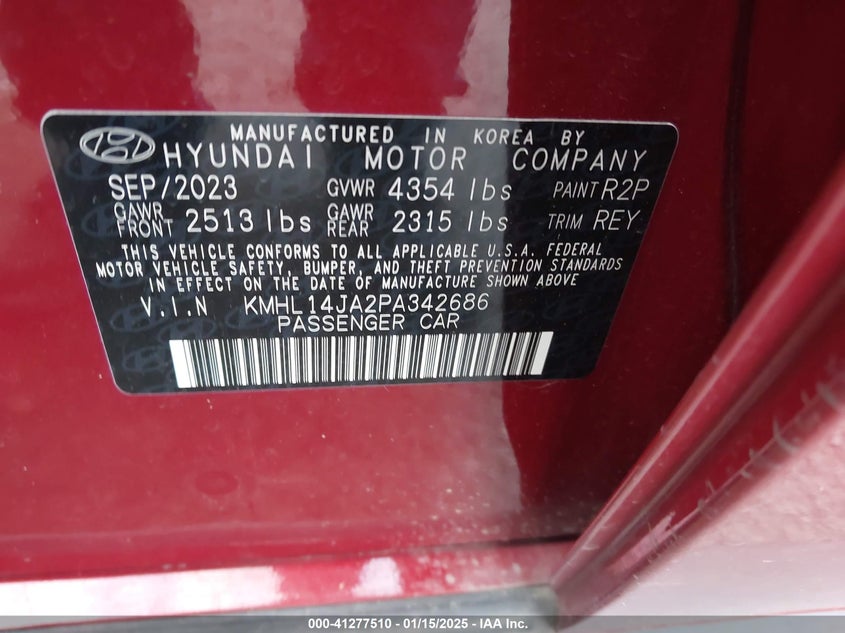 MANUFACTURED IN KOREA BY
HYUNDAI MOTOR COMPANY
SEP/2023 GVWR 4354 lbs PAINT R2P
GAWR FRONT 2513 lbs GAWR REAR 2315 lbs TRIM REY
THIS VEHICLE CONFORMS TO ALL APPLICABLE U.S.A. FEDERAL
MOTOR VEHICLE SAFETY, BUMPER, AND THEFT PREVENTION STANDARDS
IN EFFECT ON THE DATE OF MANUFACTURE SHOWN ABOVE
V.I.N KMHL14JA2PA342686
PASSENGER CAR
000-41277510 - 01/15/2025 - IAA Inc.